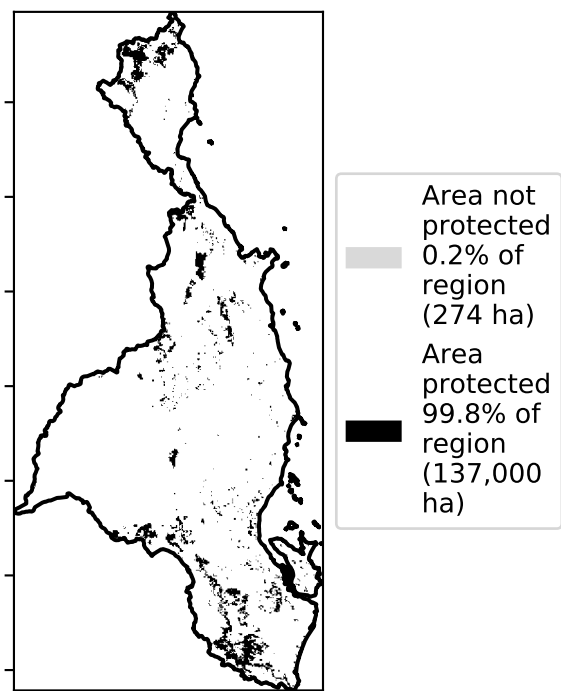 Area not
protected
0.2% of
region
(274 ha)
Area
protected
99.8% of
region
(137,000
ha)